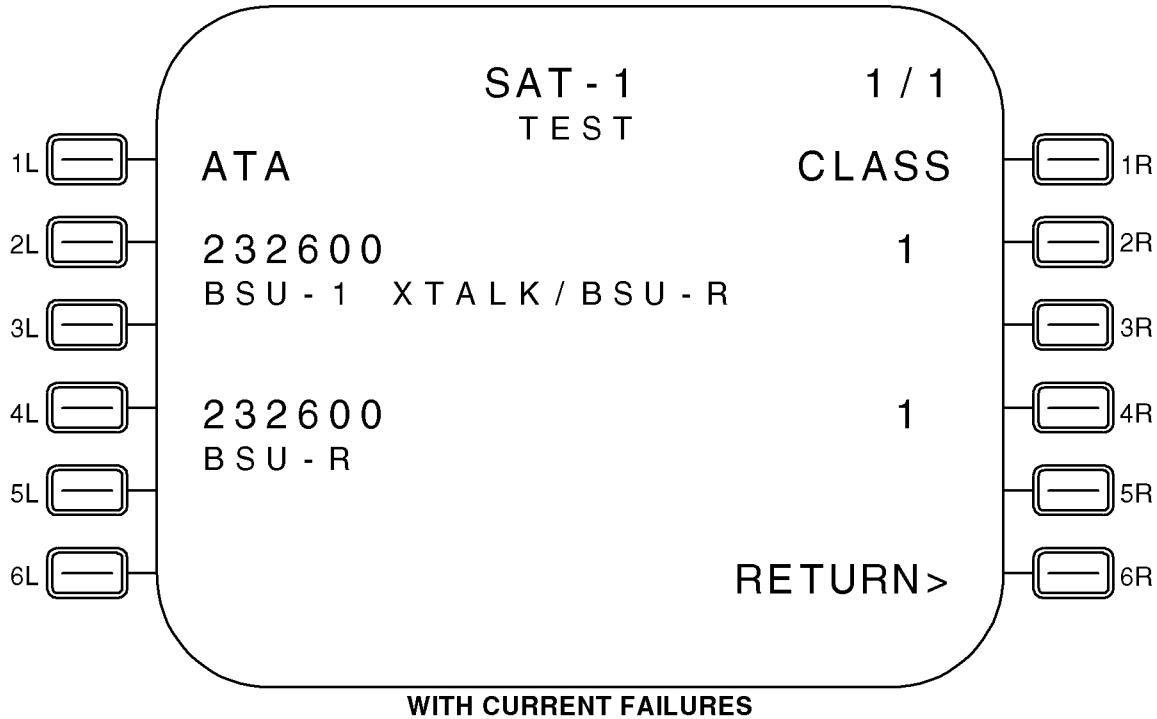 SAT-1 1/1
TEST
1L ATA CLASS 1R
2L 232600 1 2R
BSU-1 XTALK/BSU-R
3L 3R
4L 232600 1 4R
BSU-R
5L 5R
6L RETURN> 6R
WITH CURRENT FAILURES